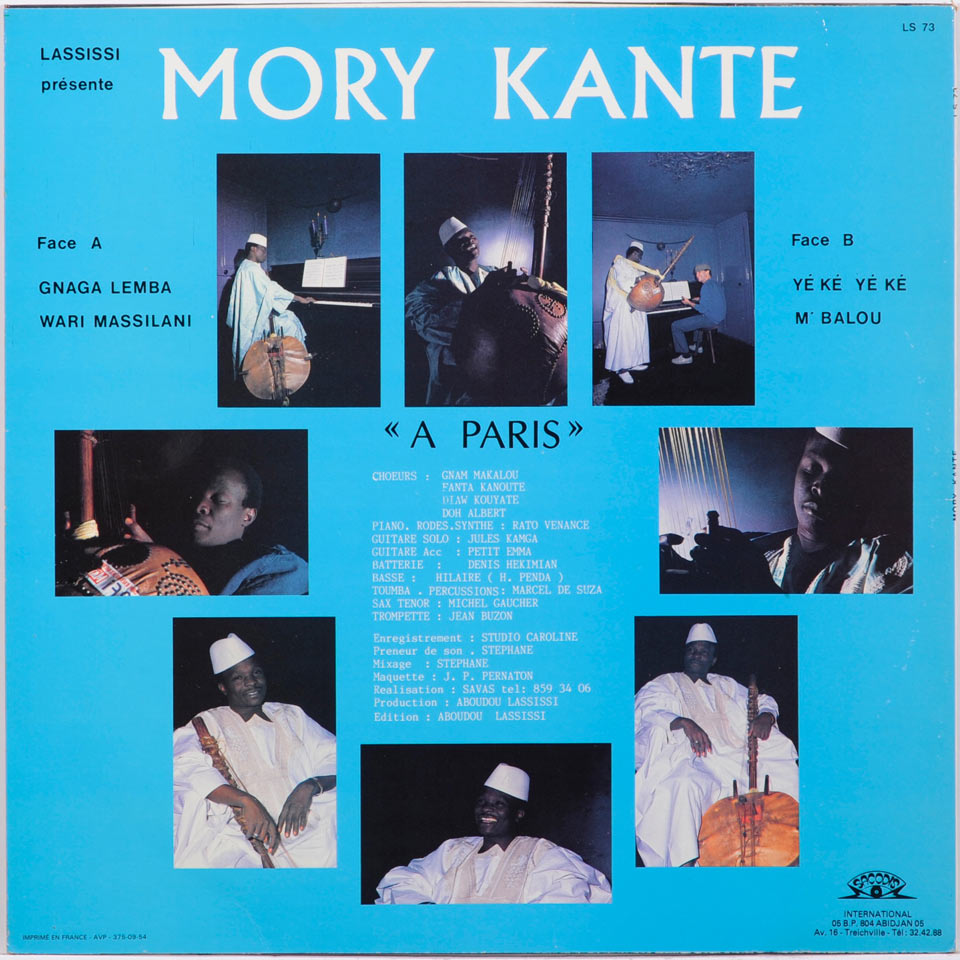 LS 73
LASSISSI
présente
MORY KANTE
Face A
GNAGA LEMBA
WARI MASSILANI
Face B
YÉ KÉ YÉ KÉ
M' BALOU
« A PARIS »
CHOEURS : GNAM MAKALOU
FANTA KANOUTE
DIAW KOUYATE
DOH ALBERT
PIANO. RODES.SYNTHE : RATO VENANCE
GUITARE SOLO : JULES KAMGA
GUITARE Acc : PETIT EMMA
BATTERIE : DENIS HEKIMIAN
BASSE : HILAIRE ( H. PENDA )
TOUMBA . PERCUSSIONS: MARCEL DE SUZA
SAX TENOR : MICHEL GAUCHER
TROMPETTE : JEAN BUZON
Enregistrement : STUDIO CAROLINE
Preneur de son . STEPHANE
Mixage : STEPHANE
Maquette : J. P. PERNATON
Realisation : SAVAS tel: 859 34 06
Production : ABOUDOU LASSISSI
Edition : ABOUDOU LASSISSI
SACODIS
INTERNATIONAL
05 B.P. 804 ABIDJAN 05
Av. 16 - Treichville - Tél : 32.42.88
IMPRIMÉ EN FRANCE - AVP - 375-09-54
MORY KANTE